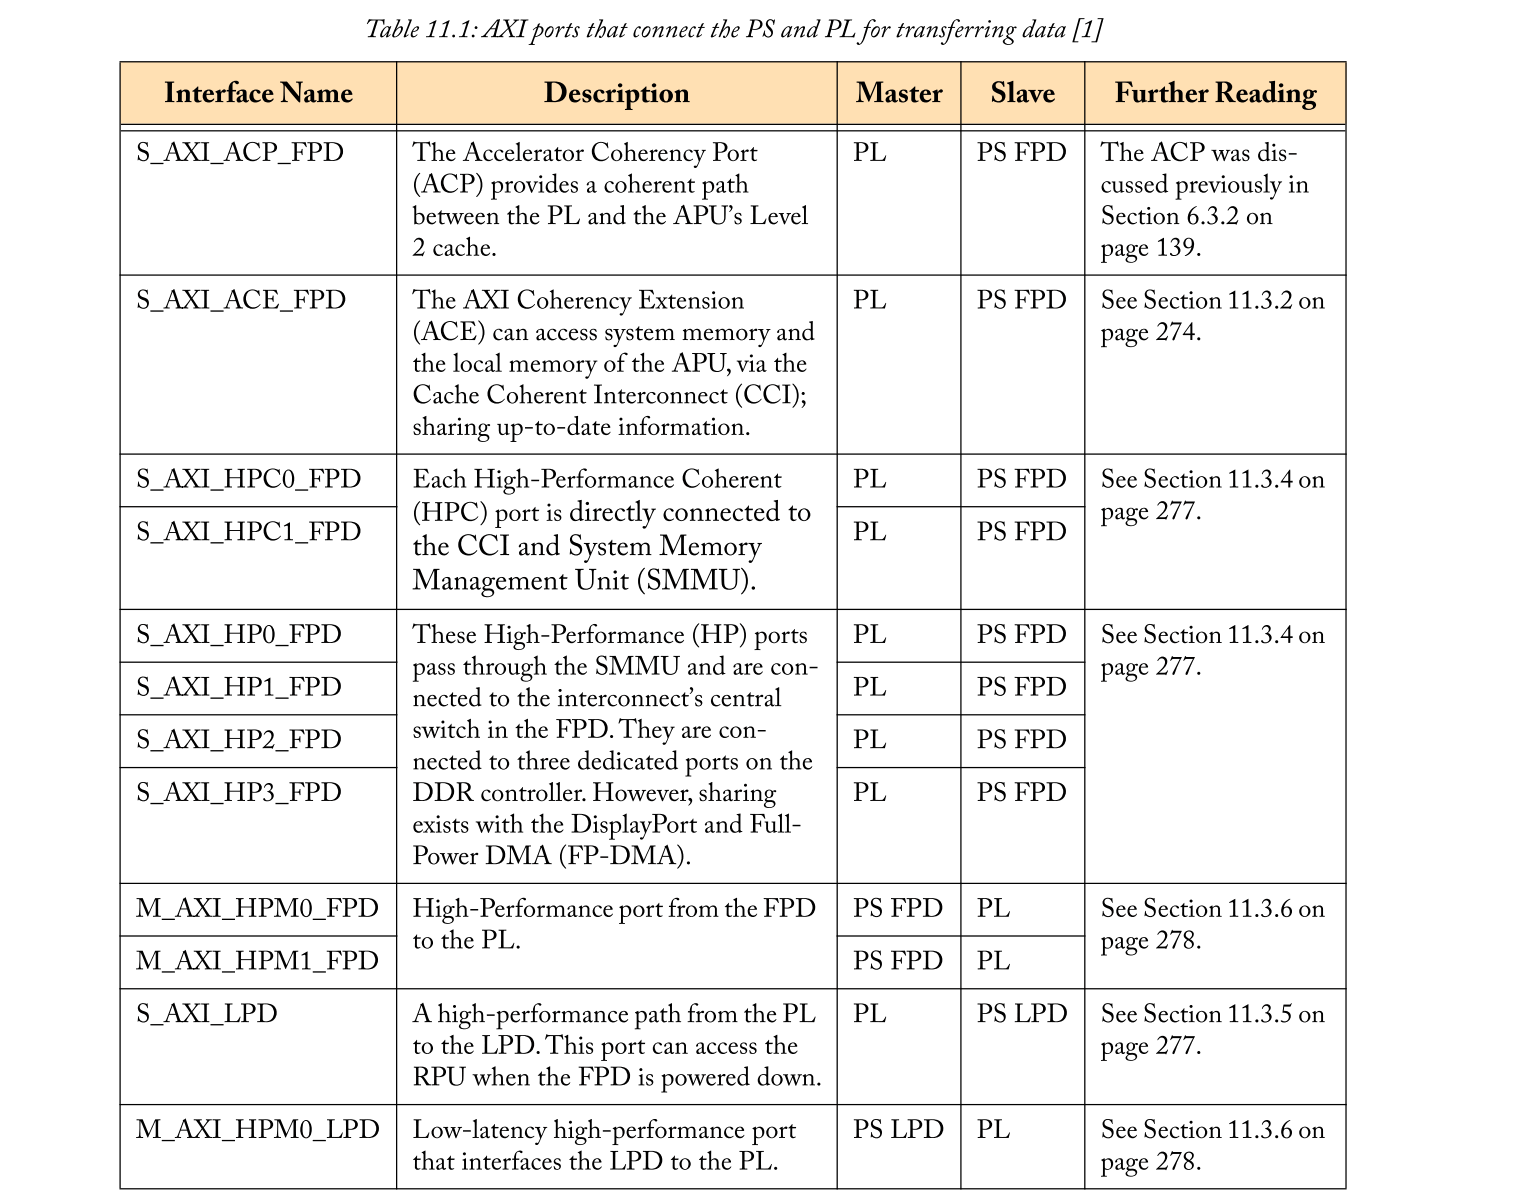 Table 11.1: AXI ports that connect the PS and PL for transferring data [1]
Interface Name Description Master Slave Further Reading
S_AXI_ACP_FPD The Accelerator Coherency Port PL PS FPD The ACP was dis-
(ACP) provides a coherent path cussed previously in
between the PL and the APU’s Level Section 6.3.2 on
2 cache. page 139.
S_AXI_ACE_FPD The AXI Coherency Extension PL PS FPD See Section 11.3.2 on
(ACE) can access system memory and page 274.
the local memory of the APU, via the
Cache Coherent Interconnect (CCI);
sharing up-to-date information.
S_AXI_HPC0_FPD Each High-Performance Coherent PL PS FPD See Section 11.3.4 on
(HPC) port is directly connected to page 277.
S_AXI_HPC1_FPD PL PS FPD
the CCI and System Memory
Management Unit (SMMU).
S_AXI_HP0_FPD These High-Performance (HP) ports PL PS FPD See Section 11.3.4 on
pass through the SMMU and are con- page 277.
S_AXI_HP1_FPD PL PS FPD
nected to the interconnect’s central
switch in the FPD. They are con-
S_AXI_HP2_FPD PL PS FPD
nected to three dedicated ports on the
DDR controller. However, sharing
S_AXI_HP3_FPD PL PS FPD
exists with the DisplayPort and Full-
Power DMA (FP-DMA).
M_AXI_HPM0_FPD High-Performance port from the FPD PS FPD PL See Section 11.3.6 on
to the PL. page 278.
M_AXI_HPM1_FPD PS FPD PL
S_AXI_LPD A high-performance path from the PL PL PS LPD See Section 11.3.5 on
to the LPD. This port can access the page 277.
RPU when the FPD is powered down.
M_AXI_HPM0_LPD Low-latency high-performance port PS LPD PL See Section 11.3.6 on
that interfaces the LPD to the PL. page 278.